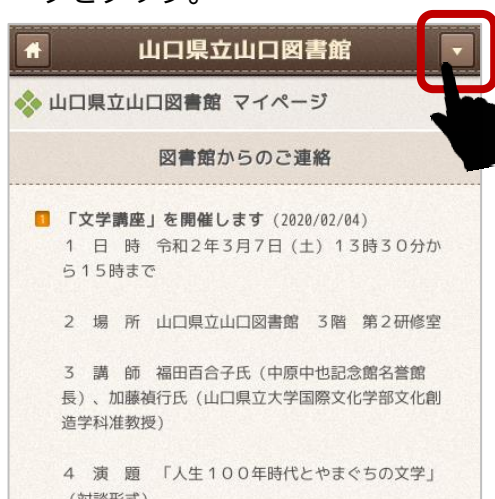 山口県立山口図書館
山口県立山口図書館 マイページ
図書館からのご連絡
1 「文学講座」を開催します (2020/02/04)
１　日　時　令和２年３月７日（土）１３時３０分か
ら１５時まで
２　場　所　山口県立山口図書館　３階　第２研修室
３　講　師　福田百合子氏（中原中也記念館名誉館
長）、加藤禎行氏（山口県立大学国際文化学部文化創
造学科准教授）
４　演　題　「人生１００年時代とやまぐちの文学」
（対談形式）